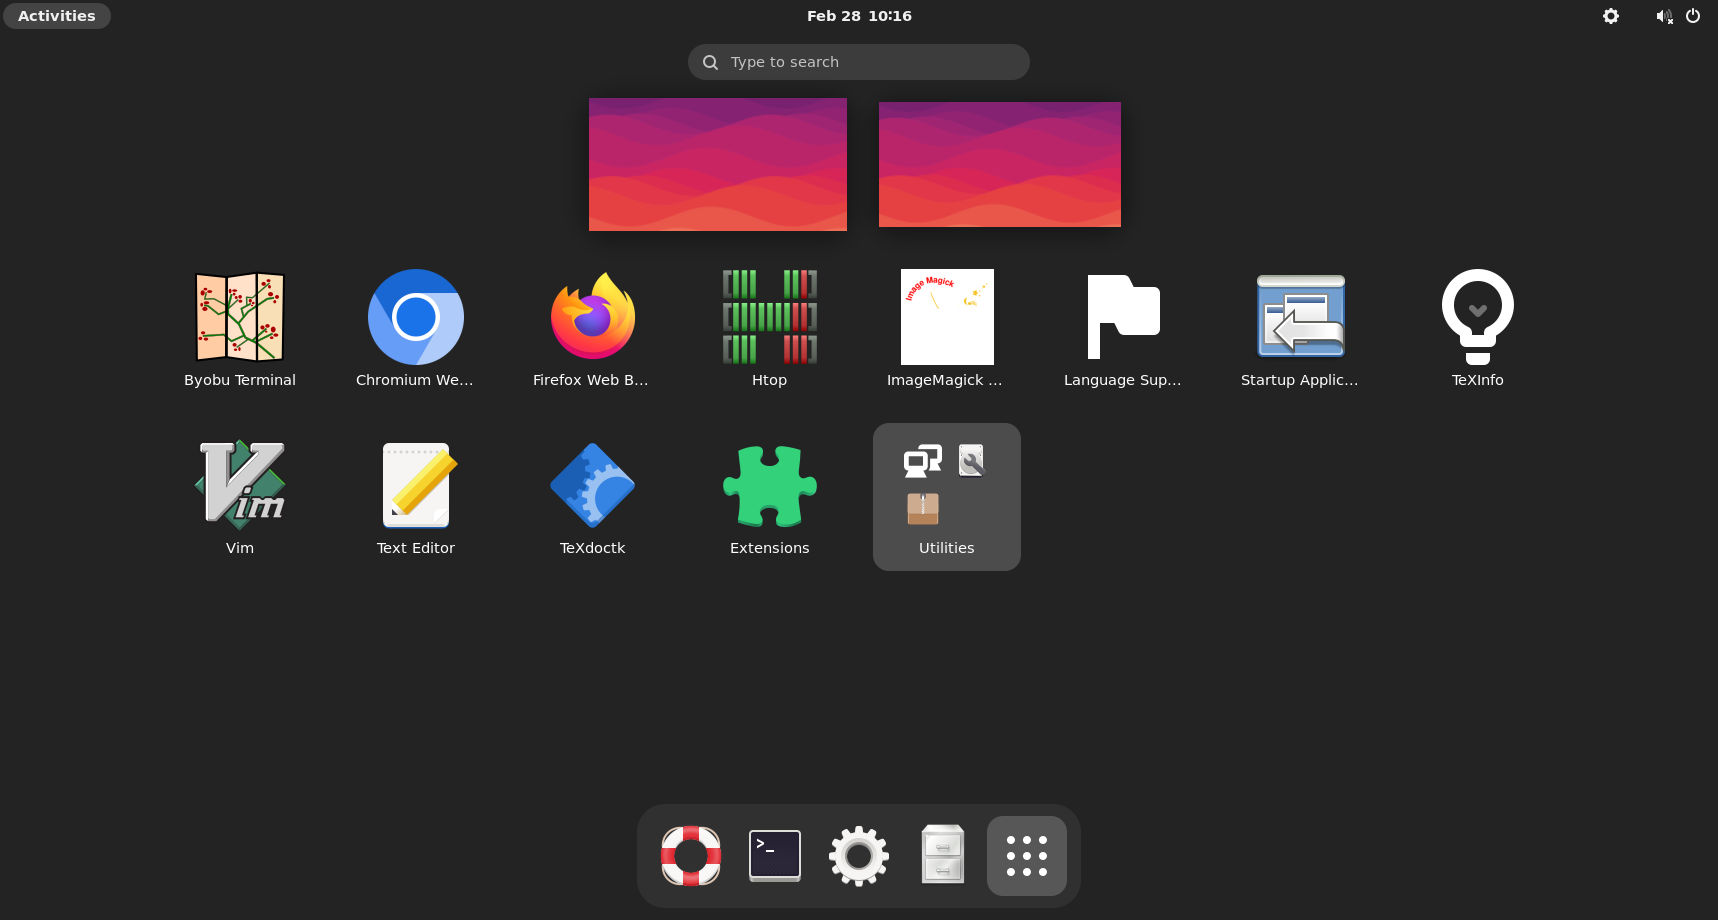 Activities
Feb 28 10:16
Type to search
Image Magick
Byobu Terminal
Chromium We...
Firefox Web B...
Htop
ImageMagick ...
Language Sup...
Startup Applic...
TeXInfo
Vim
Vim
Text Editor
TeXdoctk
Extensions
Utilities
>_